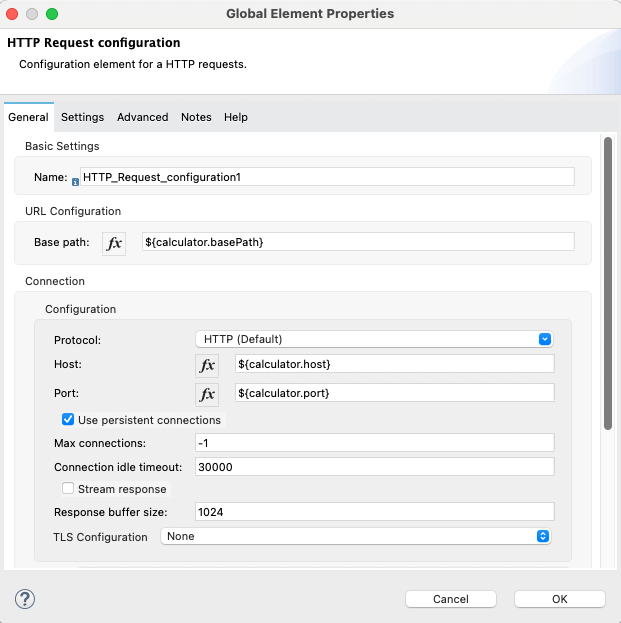 Global Element Properties
HTTP Request configuration
Configuration element for a HTTP requests.
General Settings Advanced Notes Help
Basic Settings
Name: HTTP_Request_configuration1
URL Configuration
Base path: fx ${calculator.basePath}
Connection
Configuration
Protocol: HTTP (Default)
Host: fx ${calculator.host}
Port: fx ${calculator.port}
Use persistent connections
Max connections: -1
Connection idle timeout: 30000
Stream response
Response buffer size: 1024
TLS Configuration None
? Cancel OK